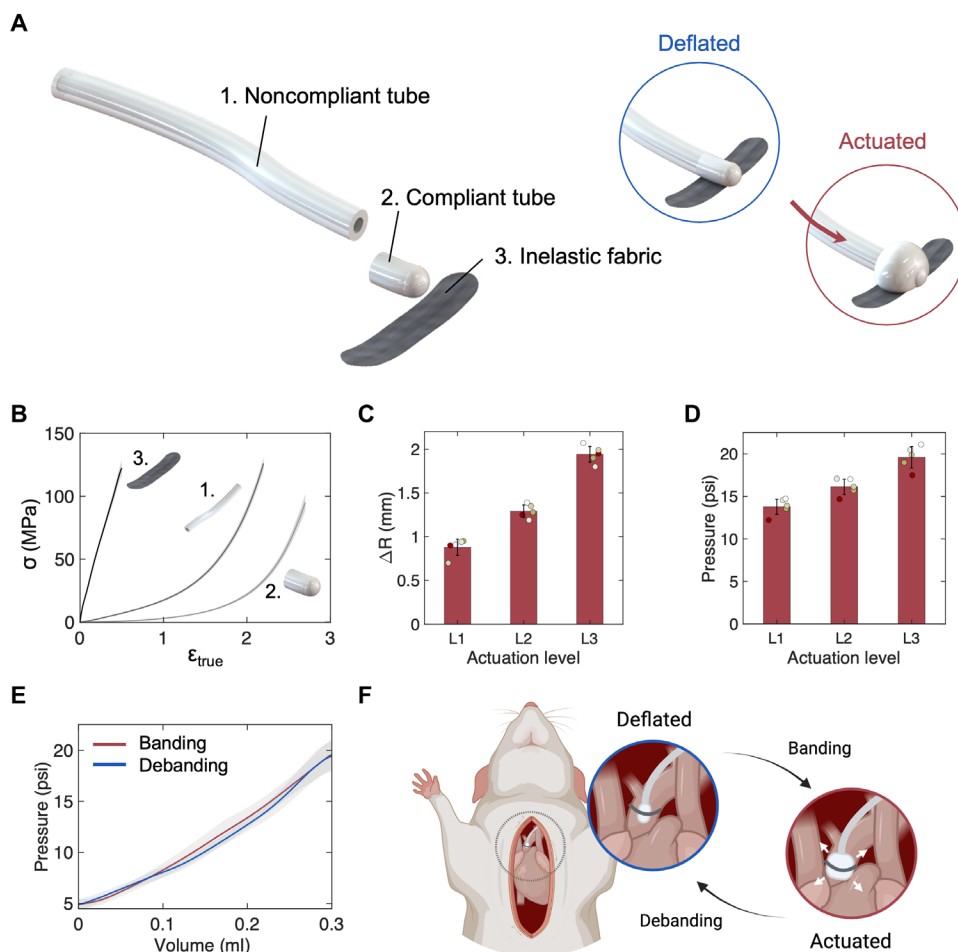 A
1. Noncompliant tube
2. Compliant tube
3. Inelastic fabric
Deflated
Actuated
B
150
100
50
0
σ (MPa)
0
1
2
3
ε_true
3.
1.
2.
C
2
1.5
1
0.5
0
ΔR (mm)
L1
L2
L3
Actuation level
D
20
15
10
5
0
Pressure (psi)
L1
L2
L3
Actuation level
E
20
15
10
5
Pressure (psi)
Banding
Debanding
0
0.1
0.2
0.3
Volume (ml)
F
Deflated
Banding
Debanding
Actuated